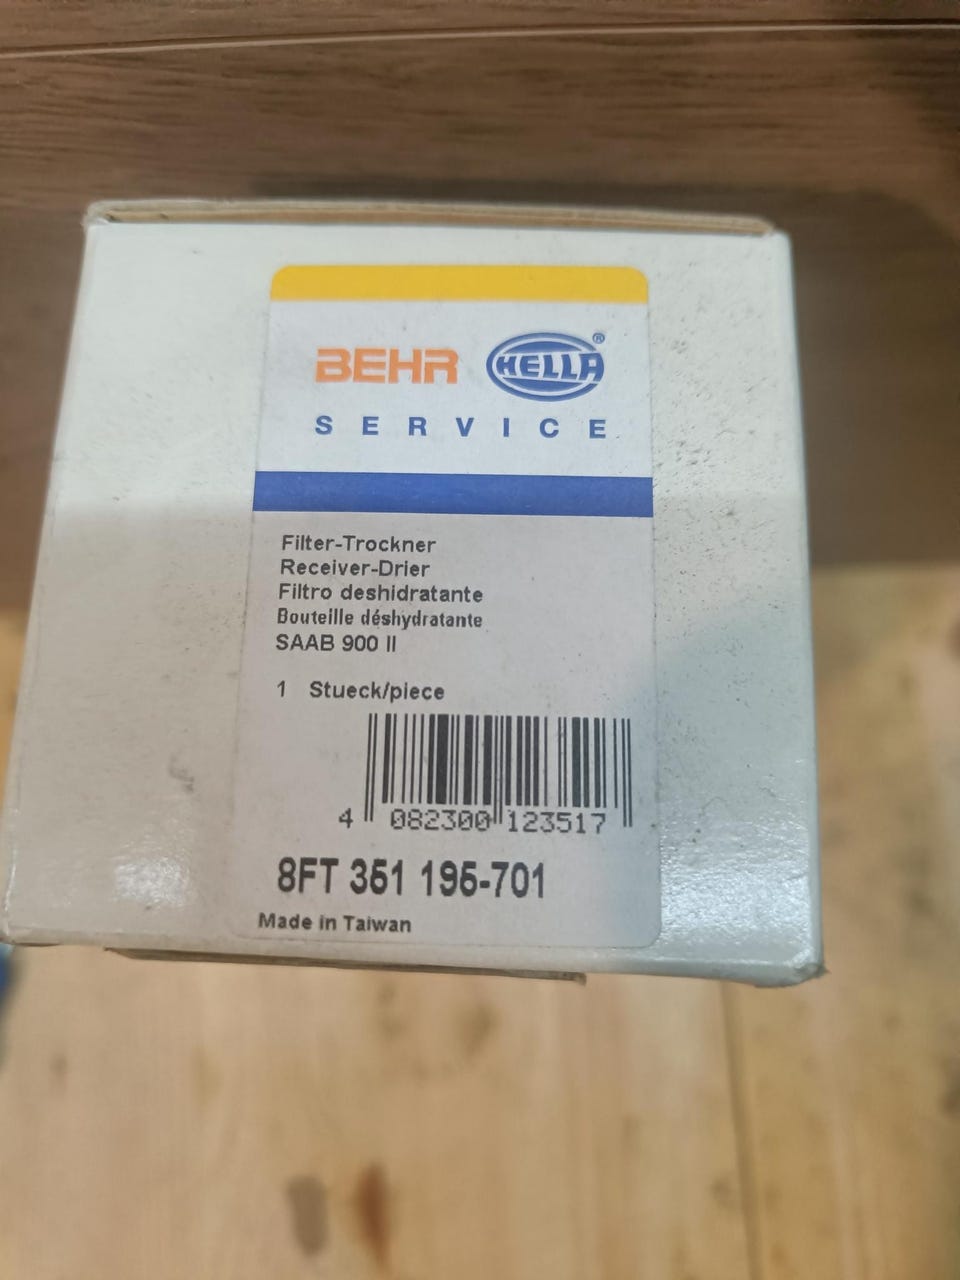 BEHR HELLA®
SERVICE
Filter-Trockner
Receiver-Drier
Filtro deshidratante
Bouteille déshydratante
SAAB 900 II
1 Stueck/piece
4 082300 123517
8FT 351 195-701
Made in Taiwan